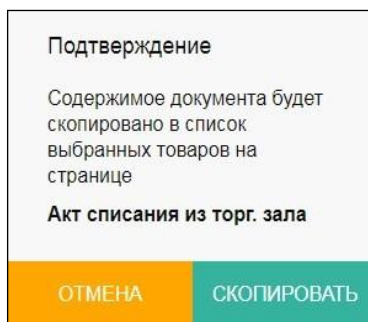 Подтверждение
Содержимое документа будет
скопировано в список
выбранных товаров на
странице
Акт списания из торг. зала
ОТМЕНА СКОПИРОВАТЬ